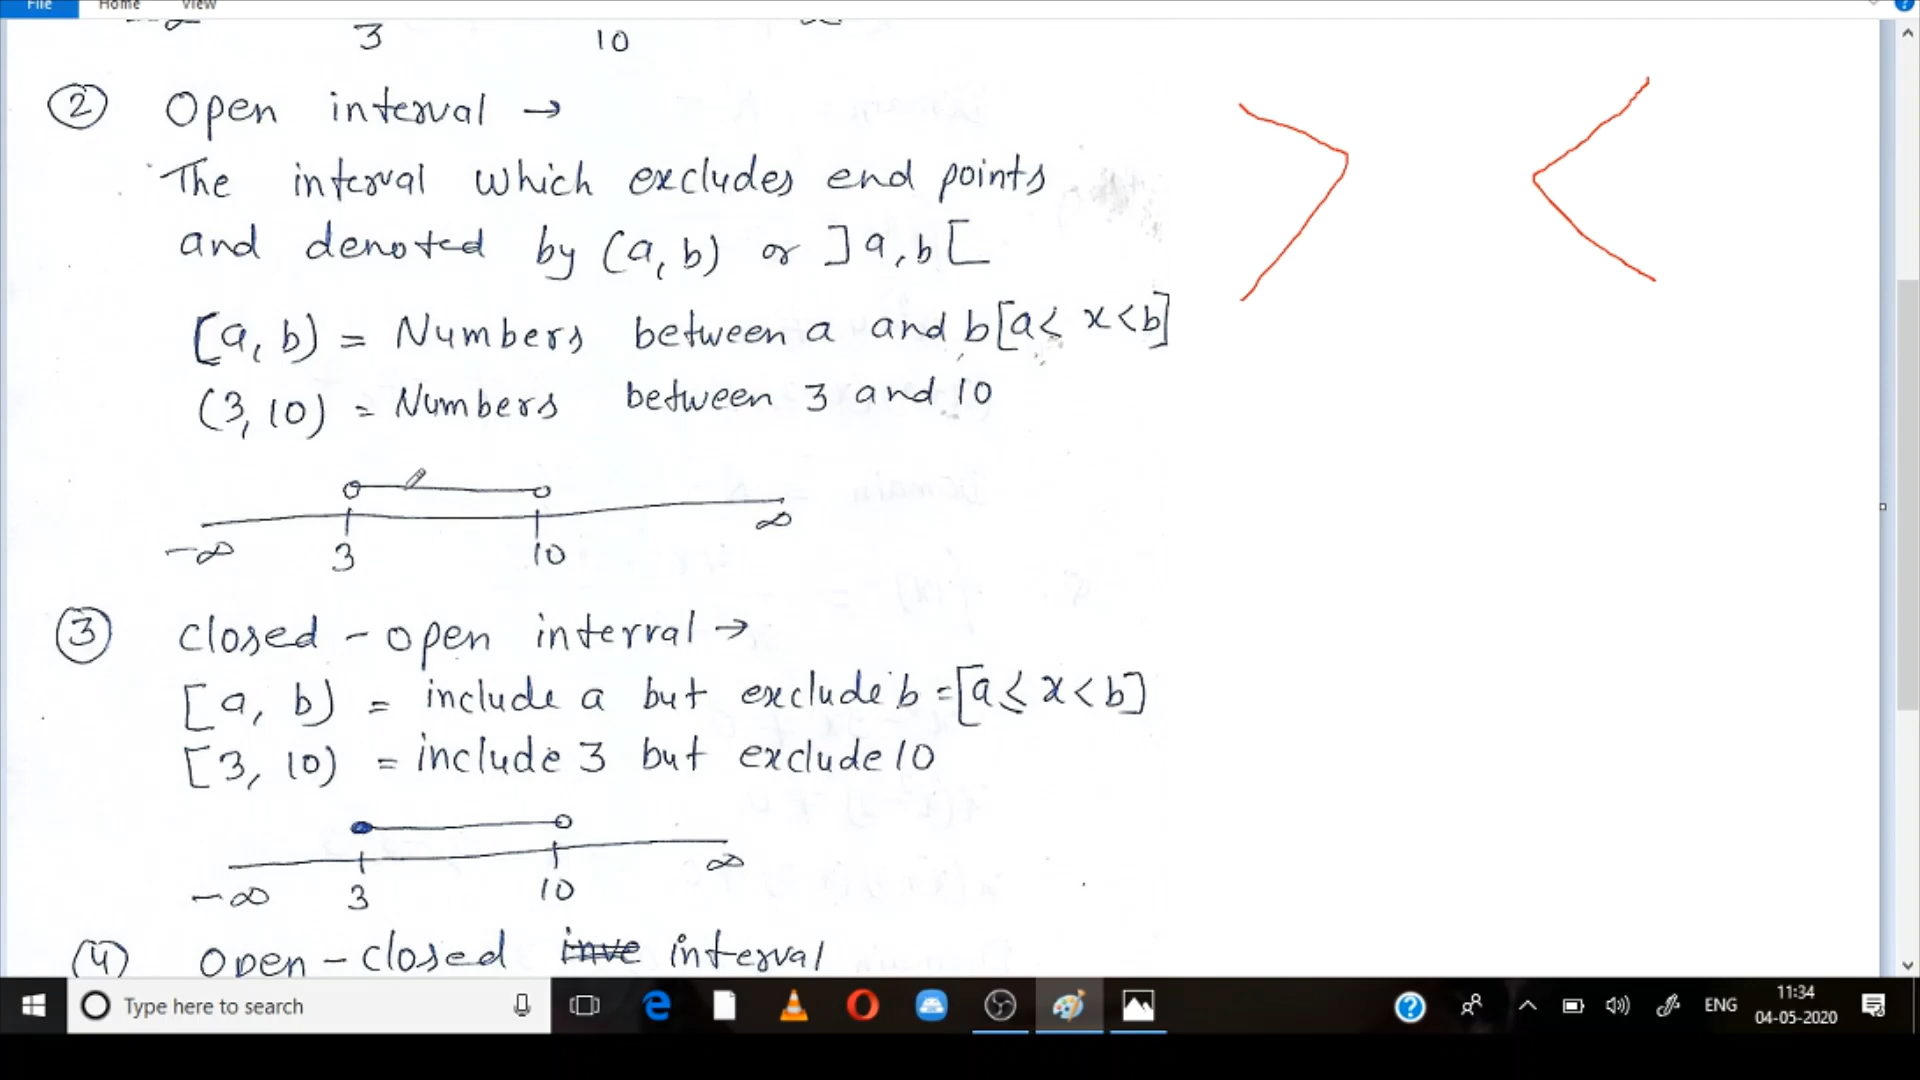 File Home View
-∞ 3 10
② Open interval →
The interval which excludes end points
and denoted by (a, b) or ]a, b[
[a, b) = Numbers between a and b [a ≤ x < b]
(3, 10) = Numbers between 3 and 10
-∞ 3 10 ∞
③ closed - open interval →
[a, b) = include a but exclude b = [a ≤ x < b]
[3, 10) = include 3 but exclude 10
-∞ 3 10 ∞
(4) Open - closed inve interval
Type here to search
ENG
11:34
04-05-2020